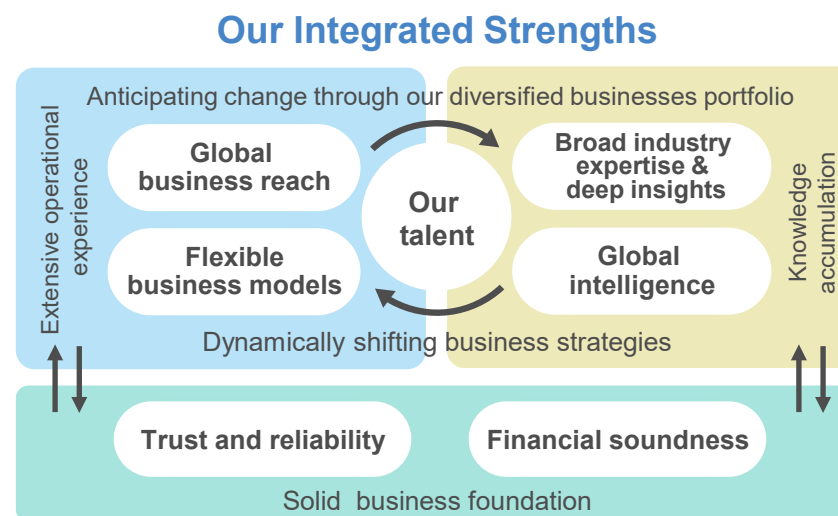 Our Integrated Strengths
Anticipating change through our diversified businesses portfolio
Extensive operational
experience
Global
business reach
Flexible
business models
Our
talent
Broad industry
expertise &
deep insights
Global
intelligence
Knowledge
accumulation
Dynamically shifting business strategies
Trust and reliability
Financial soundness
Solid business foundation